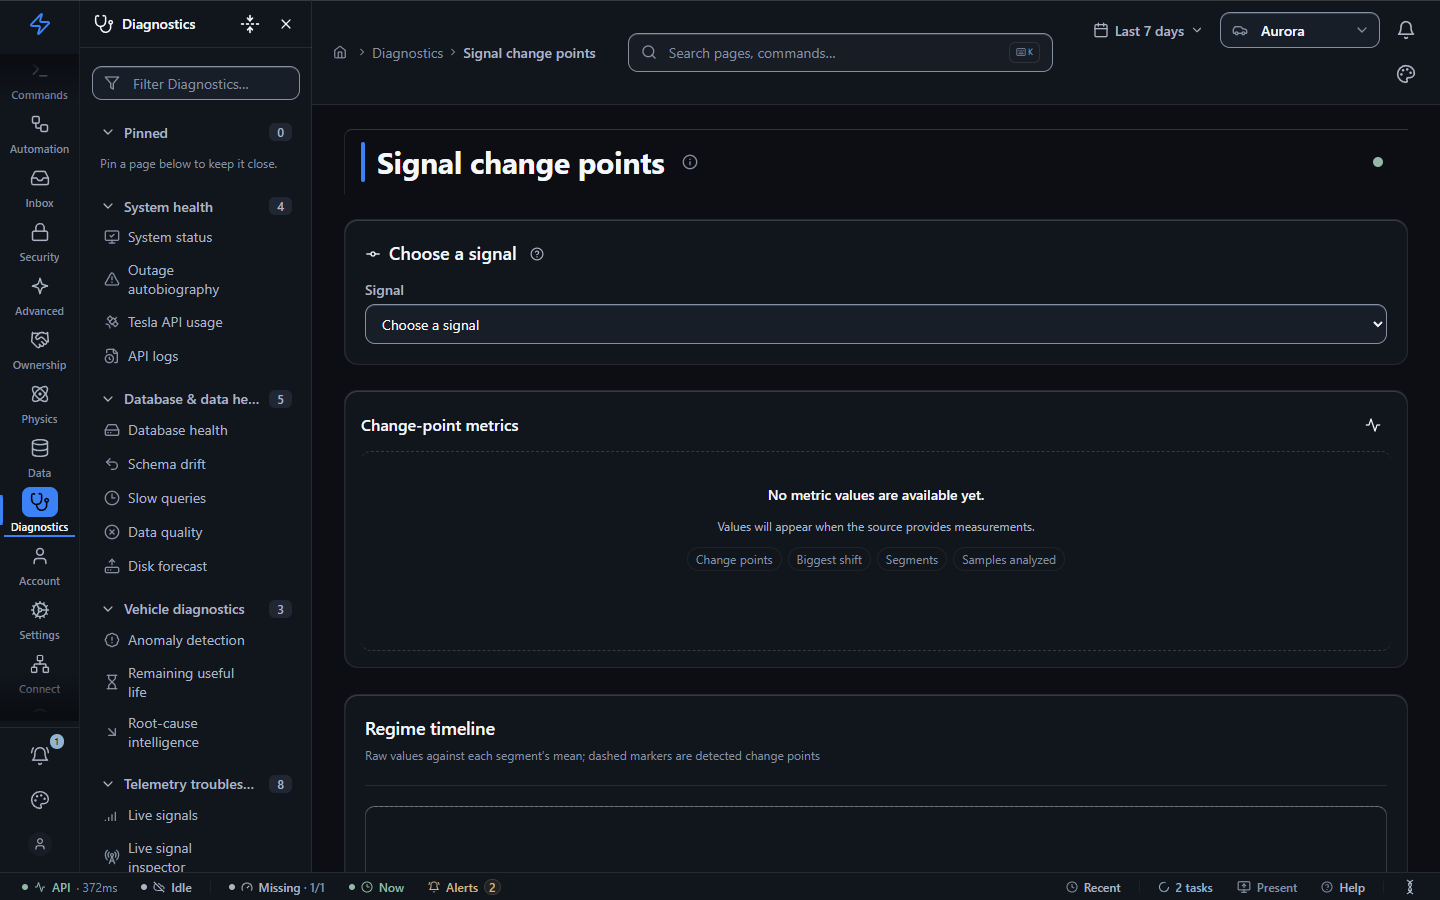 Diagnostics
Filter Diagnostics...
Commands
Automation
Inbox
Security
Advanced
Ownership
Physics
Data
Diagnostics
Account
Settings
Connect
1
Pinned 0
Pin a page below to keep it close.
System health 4
System status
Outage
autobiography
Tesla API usage
API logs
Database & data he... 5
Database health
Schema drift
Slow queries
Data quality
Disk forecast
Vehicle diagnostics 3
Anomaly detection
Remaining useful
life
Root-cause
intelligence
Telemetry troubles... 8
Live signals
Live signal
inspector
Diagnostics
Signal change points
Search pages, commands...
K
Last 7 days
Aurora
Signal change points
Choose a signal
Signal
Choose a signal
Change-point metrics
No metric values are available yet.
Values will appear when the source provides measurements.
Change points Biggest shift Segments Samples analyzed
Regime timeline
Raw values against each segment's mean; dashed markers are detected change points
API · 372ms Idle Missing · 1/1 Now Alerts 2 Recent 2 tasks Present Help